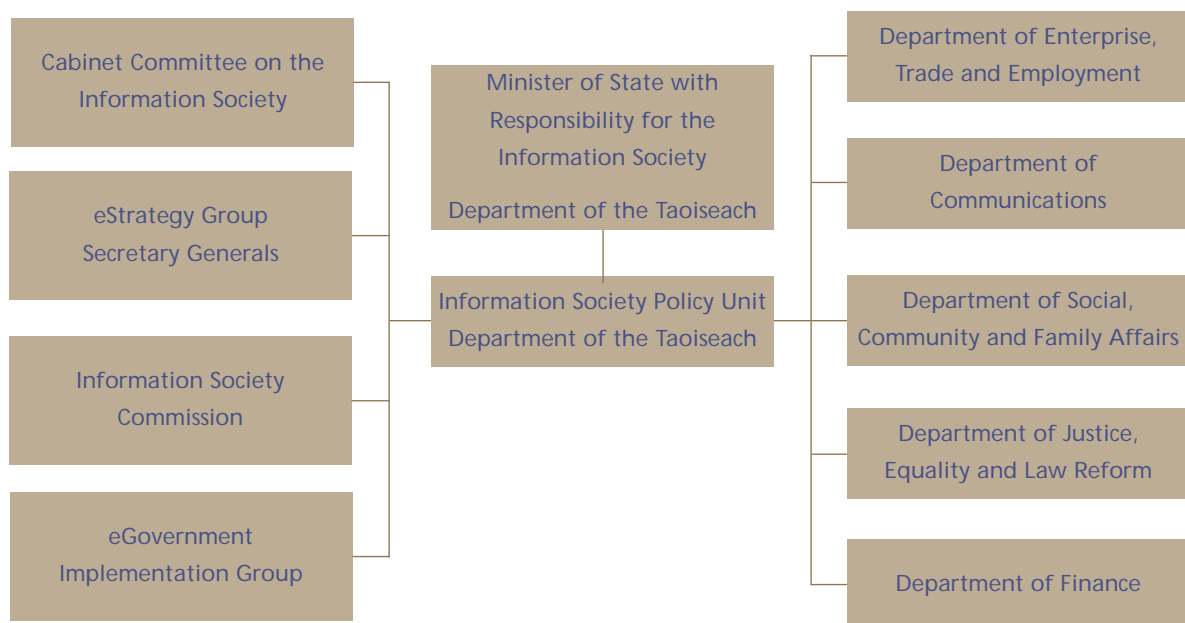 Cabinet Committee on the
Information Society
eStrategy Group
Secretary Generals
Information Society
Commission
eGovernment
Implementation Group
Minister of State with
Responsibility for the
Information Society
Department of the Taoiseach
Information Society Policy Unit
Department of the Taoiseach
Department of Enterprise,
Trade and Employment
Department of
Communications
Department of Social,
Community and Family Affairs
Department of Justice,
Equality and Law Reform
Department of Finance